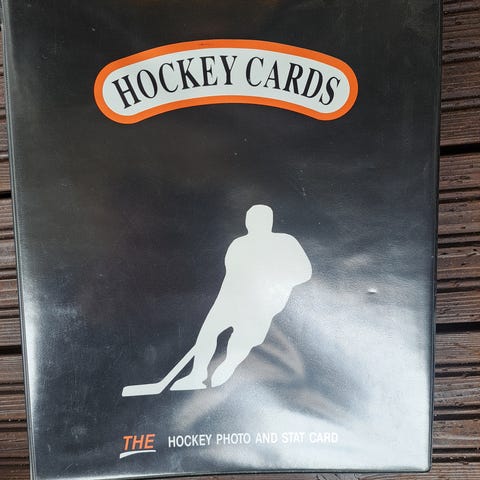 HOCKEY CARDS
THE HOCKEY PHOTO AND STAT CARD